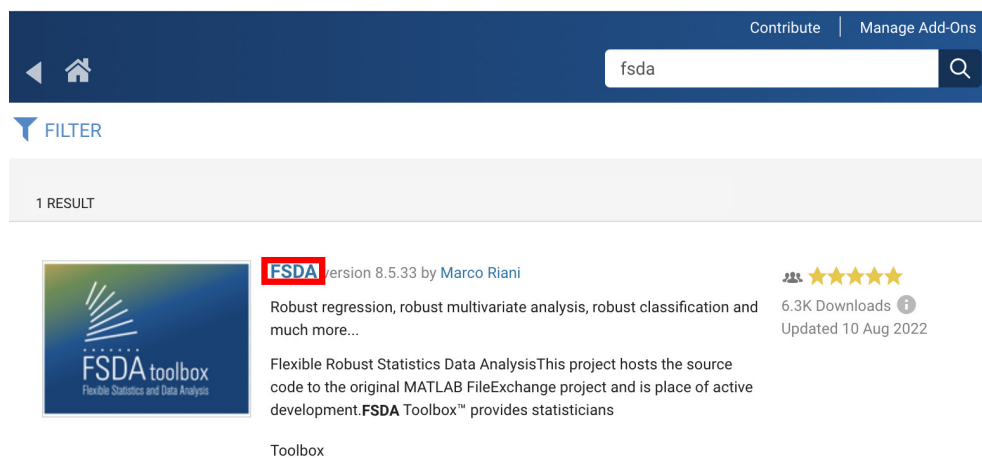 Contribute | Manage Add-Ons
fsda
FILTER
1 RESULT
FSDA version 8.5.33 by Marco Riani
Robust regression, robust multivariate analysis, robust classification and
much more...
Flexible Robust Statistics Data AnalysisThis project hosts the source
code to the original MATLAB FileExchange project and is place of active
development.FSDA Toolbox™ provides statisticians
Toolbox
6.3K Downloads
Updated 10 Aug 2022
FSDA toolbox
Flexible Statistics and Data Analysis